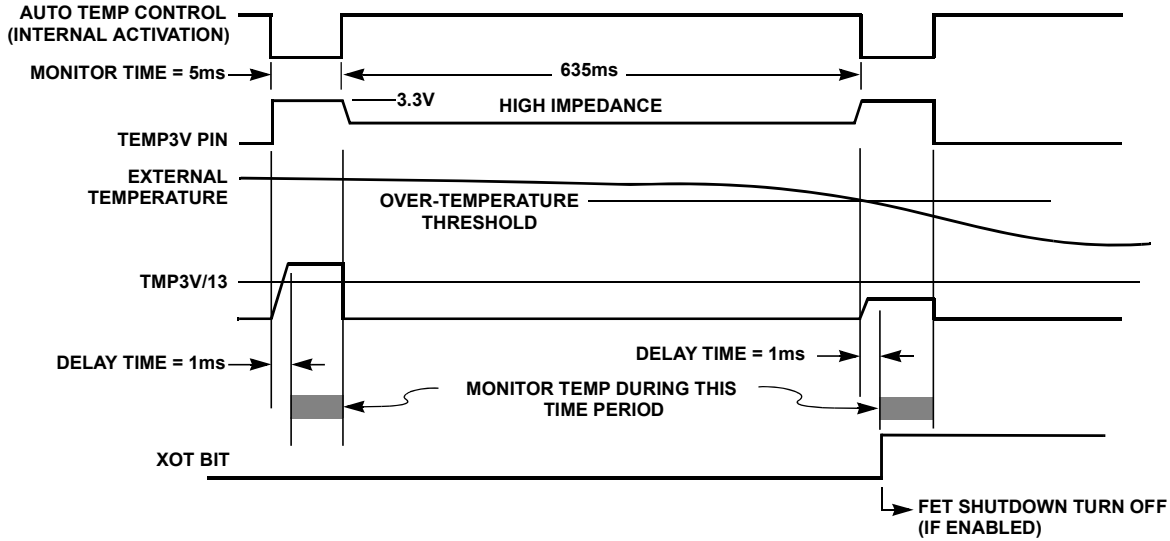 AUTO TEMP CONTROL
(INTERNAL ACTIVATION)
MONITOR TIME = 5ms
635ms
3.3V
HIGH IMPEDANCE
TEMP3V PIN
EXTERNAL
TEMPERATURE
OVER-TEMPERATURE
THRESHOLD
TMP3V/13
DELAY TIME = 1ms
DELAY TIME = 1ms
MONITOR TEMP DURING THIS
TIME PERIOD
XOT BIT
FET SHUTDOWN TURN OFF
(IF ENABLED)